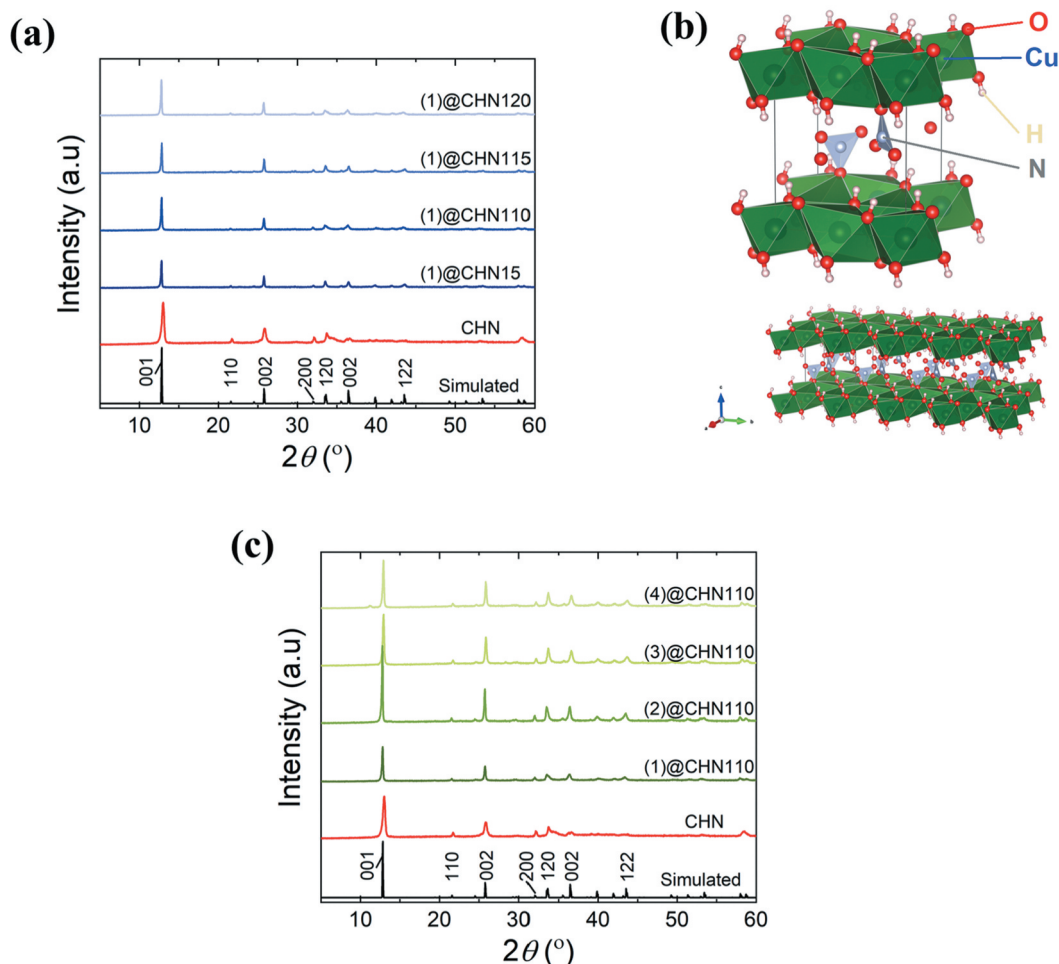 (a)
Intensity (a.u)
(1)@CHN120
(1)@CHN115
(1)@CHN110
(1)@CHN15
CHN
Simulated
001
110
002
200
120
002
122
10 20 30 40 50 60
2θ (°)
(b)
O
Cu
H
N
c
a
b
(c)
Intensity (a.u)
(4)@CHN110
(3)@CHN110
(2)@CHN110
(1)@CHN110
CHN
Simulated
001
110
002
200
120
002
122
10 20 30 40 50 60
2θ (°)